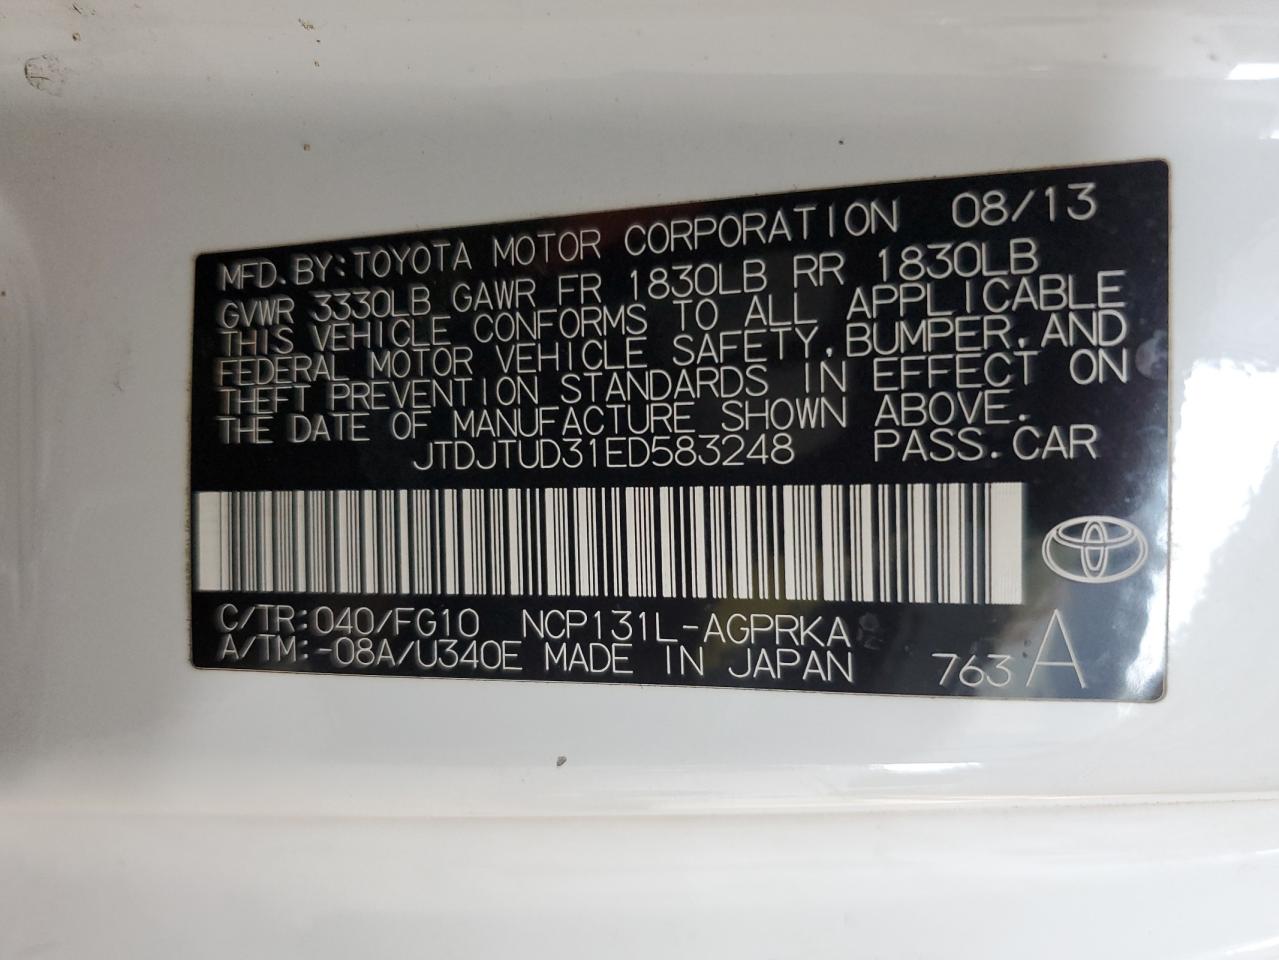 MFD.BY:TOYOTA MOTOR CORPORATION 08/13
GVWR 3330LB GAWR FR 1830LB RR 1830LB
THIS VEHICLE CONFORMS TO ALL APPLICABLE
FEDERAL MOTOR VEHICLE SAFETY,BUMPER,AND
THEFT PREVENTION STANDARDS IN EFFECT ON
THE DATE OF MANUFACTURE SHOWN ABOVE.
JTDJTUD31ED583248 PASS.CAR
C/TR:040/FG10 NCP131L-AGPRKA
A/TM:-08A/U340E MADE IN JAPAN 763 A